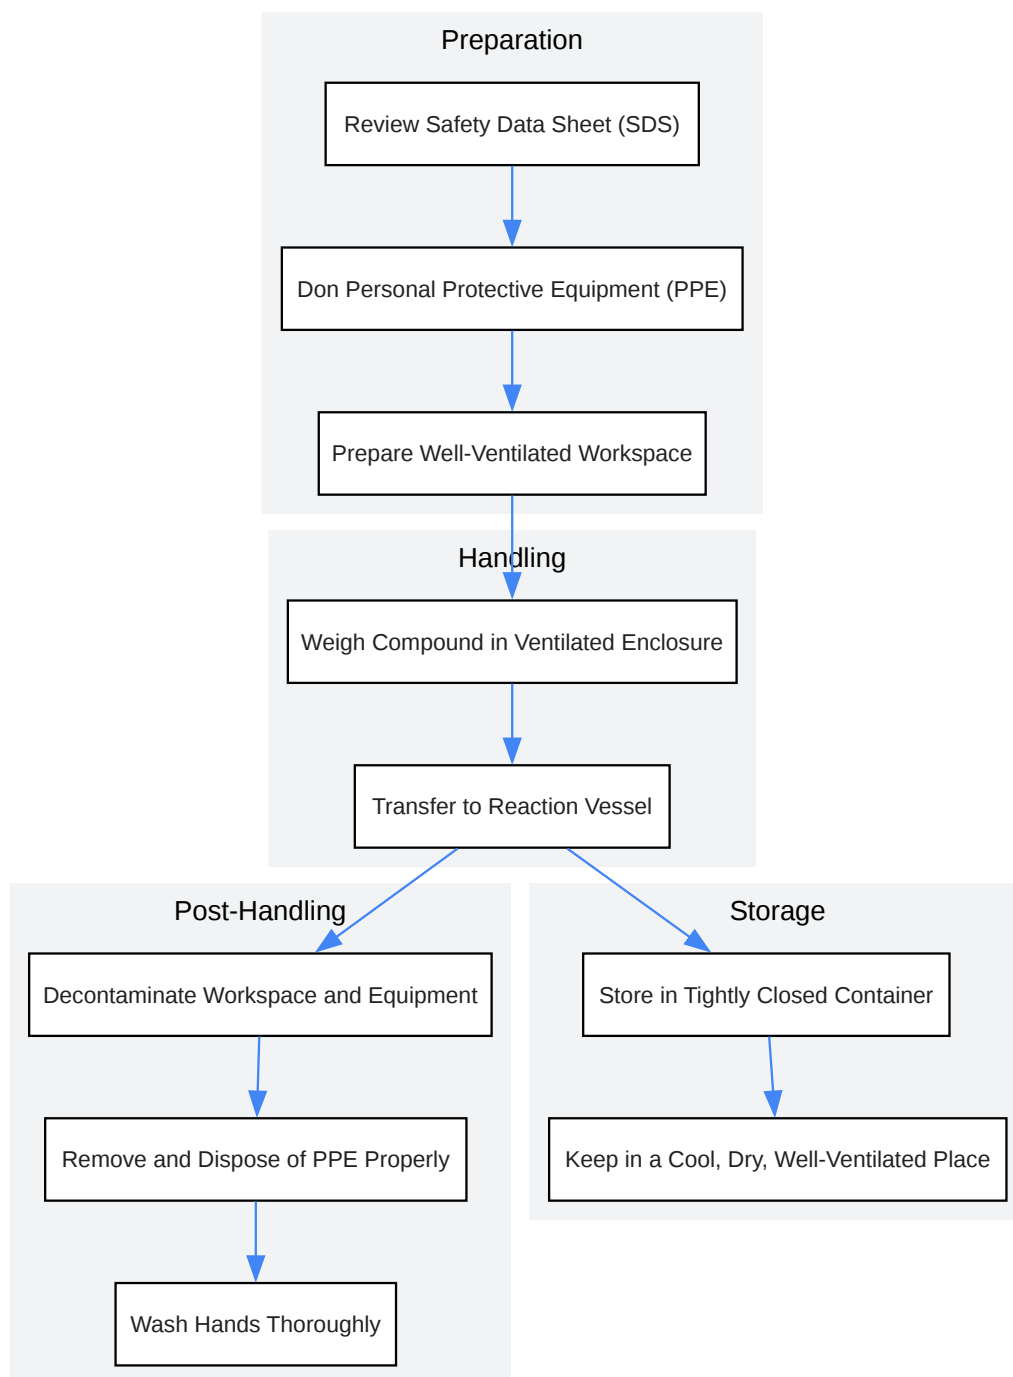 Preparation
Review Safety Data Sheet (SDS)
Don Personal Protective Equipment (PPE)
Prepare Well-Ventilated Workspace
Handling
Weigh Compound in Ventilated Enclosure
Transfer to Reaction Vessel
Post-Handling
Decontaminate Workspace and Equipment
Remove and Dispose of PPE Properly
Wash Hands Thoroughly
Storage
Store in Tightly Closed Container
Keep in a Cool, Dry, Well-Ventilated Place